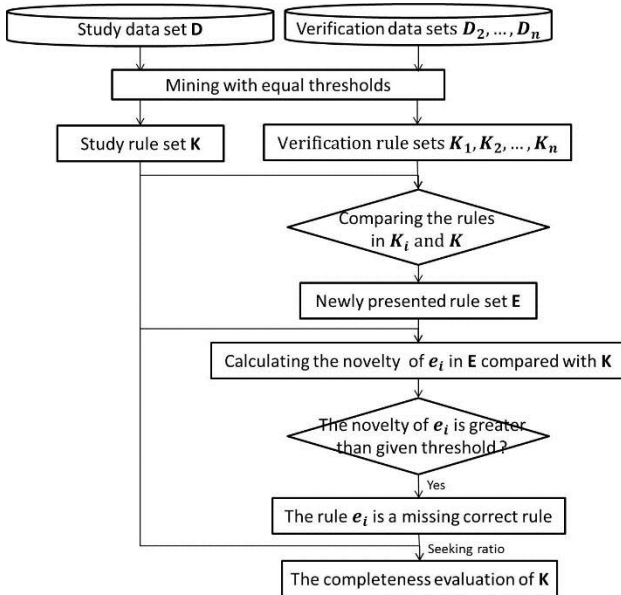 Study data set D
Verification data sets D₂, ..., Dₙ
Mining with equal thresholds
Study rule set K
Verification rule sets K₁, K₂, ..., Kₙ
Comparing the rules
in Kᵢ and K
Newly presented rule set E
Calculating the novelty of eᵢ in E compared with K
The novelty of eᵢ is greater
than given threshold?
Yes
The rule eᵢ is a missing correct rule
Seeking ratio
The completeness evaluation of K